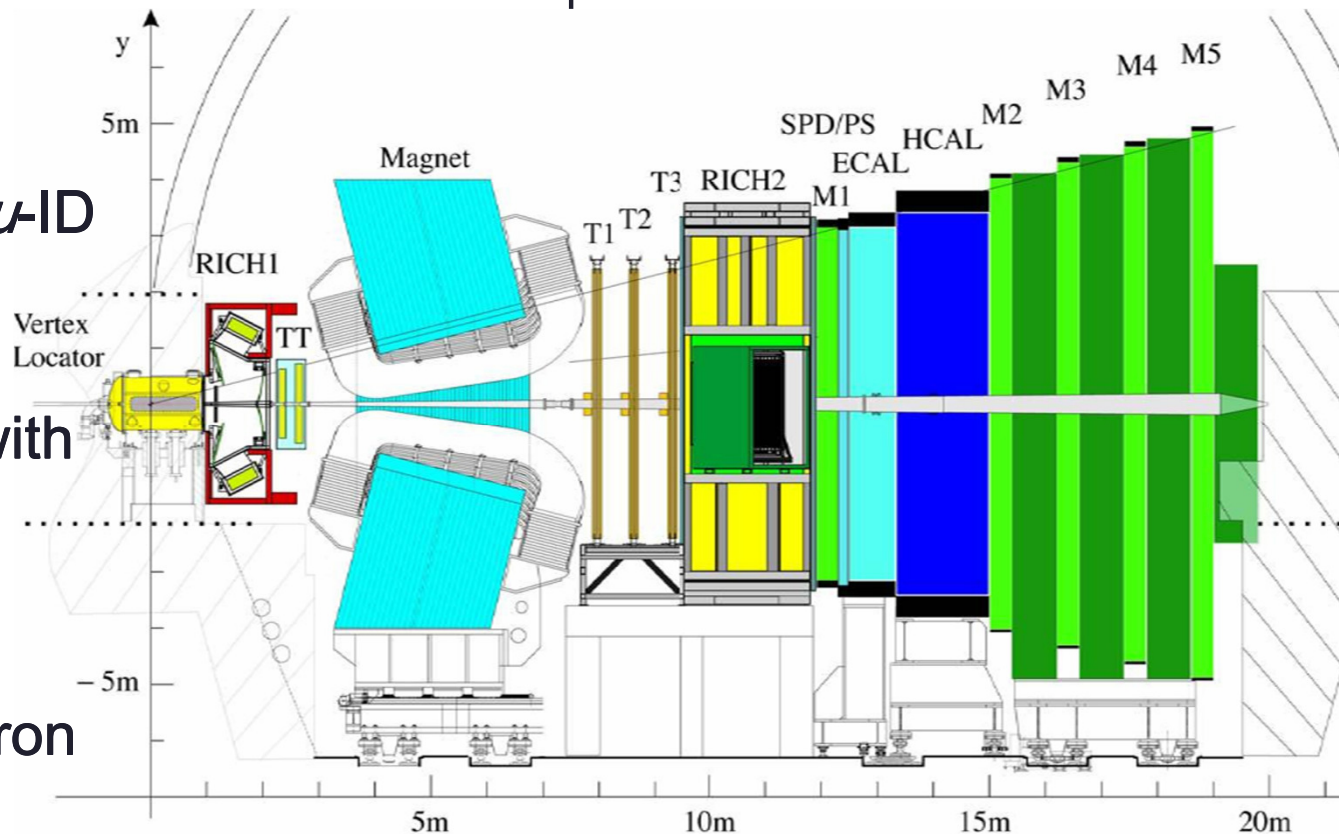 y
5m
Magnet
RICH1
Vertex
Locator
TT
T1
T2
T3
RICH2
M1
SPD/PS
ECAL
HCAL
M2
M3
M4
M5
-ID
with
– 5m
ron
5m
10m
15m
20m